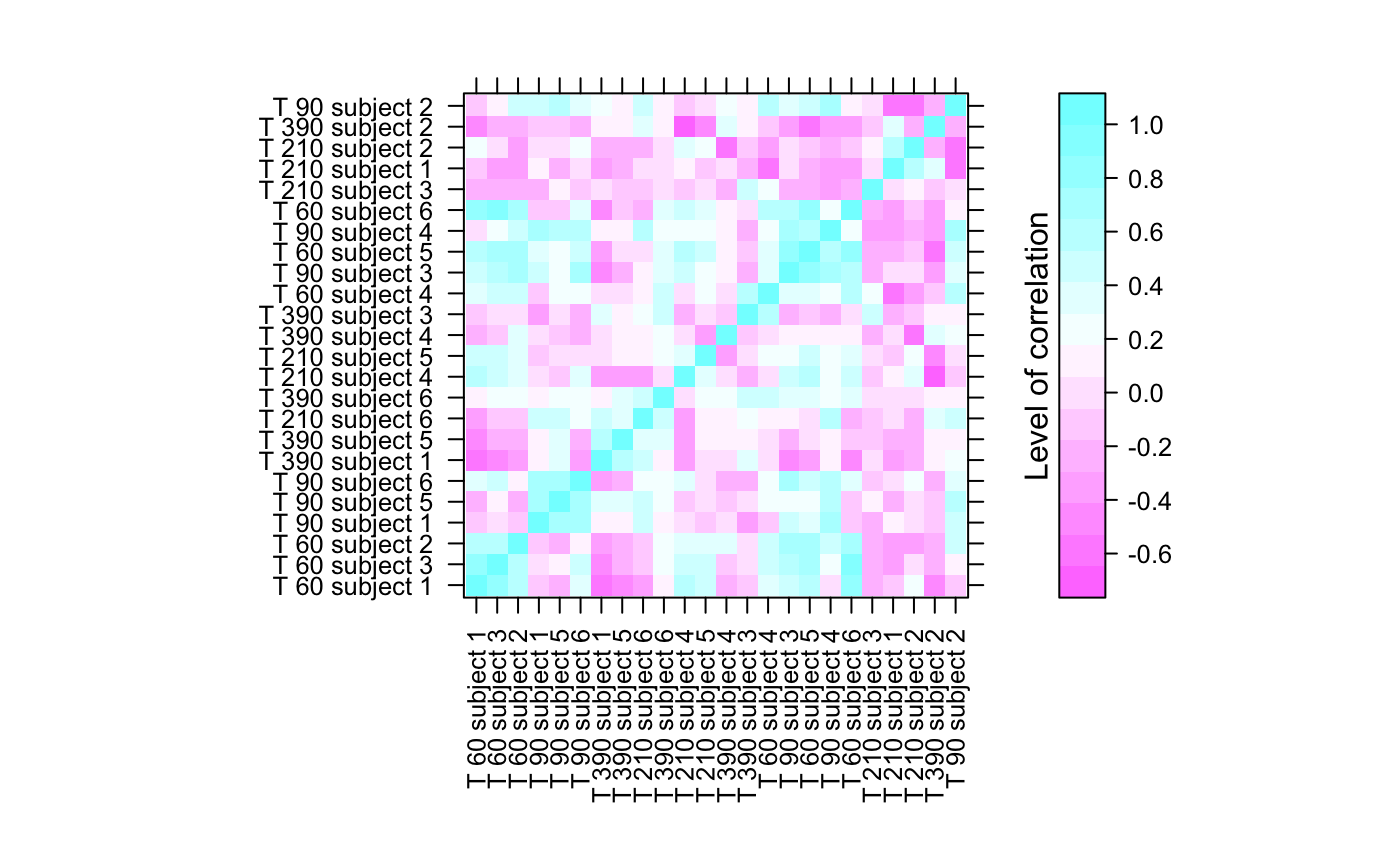 T 90 subject 2
T 390 subject 2
T 210 subject 2
T 210 subject 1
T 210 subject 3
T 60 subject 6
T 90 subject 4
T 60 subject 5
T 90 subject 3
T 60 subject 4
T 390 subject 3
T 390 subject 4
T 210 subject 5
T 210 subject 4
T 390 subject 6
T 210 subject 6
T 390 subject 5
T 390 subject 1
T 90 subject 6
T 90 subject 5
T 90 subject 1
T 60 subject 2
T 60 subject 3
T 60 subject 1
T 60 subject 1
T 60 subject 3
T 60 subject 2
T 90 subject 1
T 90 subject 5
T 90 subject 6
T 390 subject 1
T 390 subject 5
T 210 subject 6
T 390 subject 6
T 210 subject 4
T 210 subject 5
T 390 subject 4
T 390 subject 3
T 60 subject 4
T 90 subject 3
T 60 subject 5
T 90 subject 4
T 60 subject 6
T 210 subject 3
T 210 subject 1
T 210 subject 2
T 390 subject 2
T 90 subject 2
Level of correlation
1.0
0.8
0.6
0.4
0.2
0.0
-0.2
-0.4
-0.6